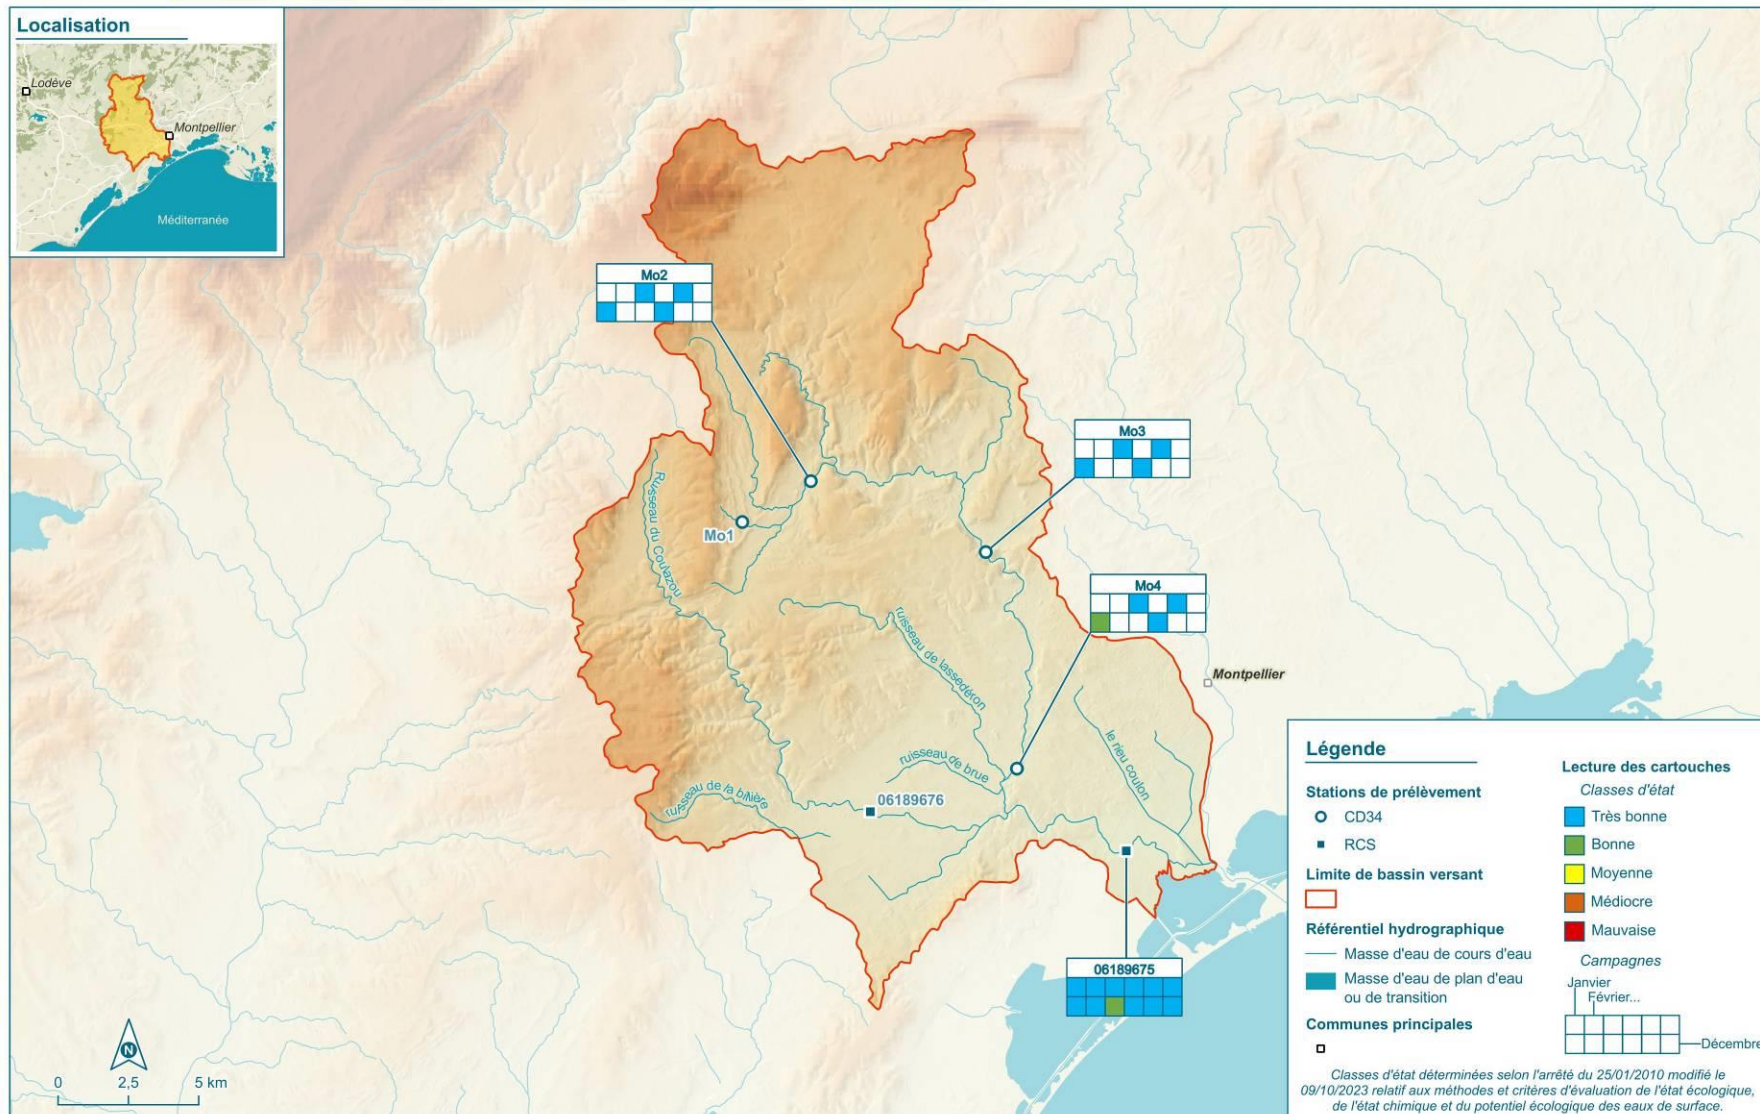 Localisation
Lodève
Montpellier
Méditerranée
Mo2
Mo3
Mo1
Mo4
Ruisseau du Coulazou
ruisseau de lassedéron
Montpellier
le rieu coulon
ruisseau de brue
ruisseau de la billière
06189676
06189675
N
0 2,5 5 km
Légende
Stations de prélèvement
CD34
RCS
Limite de bassin versant
Référentiel hydrographique
Masse d'eau de cours d'eau
Masse d'eau de plan d'eau
ou de transition
Communes principales
Lecture des cartouches
Classes d'état
Très bonne
Bonne
Moyenne
Médiocre
Mauvaise
Campagnes
Janvier
Février...
Décembre
Classes d'état déterminées selon l'arrêté du 25/01/2010 modifié le
09/10/2023 relatif aux méthodes et critères d'évaluation de l'état écologique,
de l'état chimique et du potentiel écologique des eaux de surface.